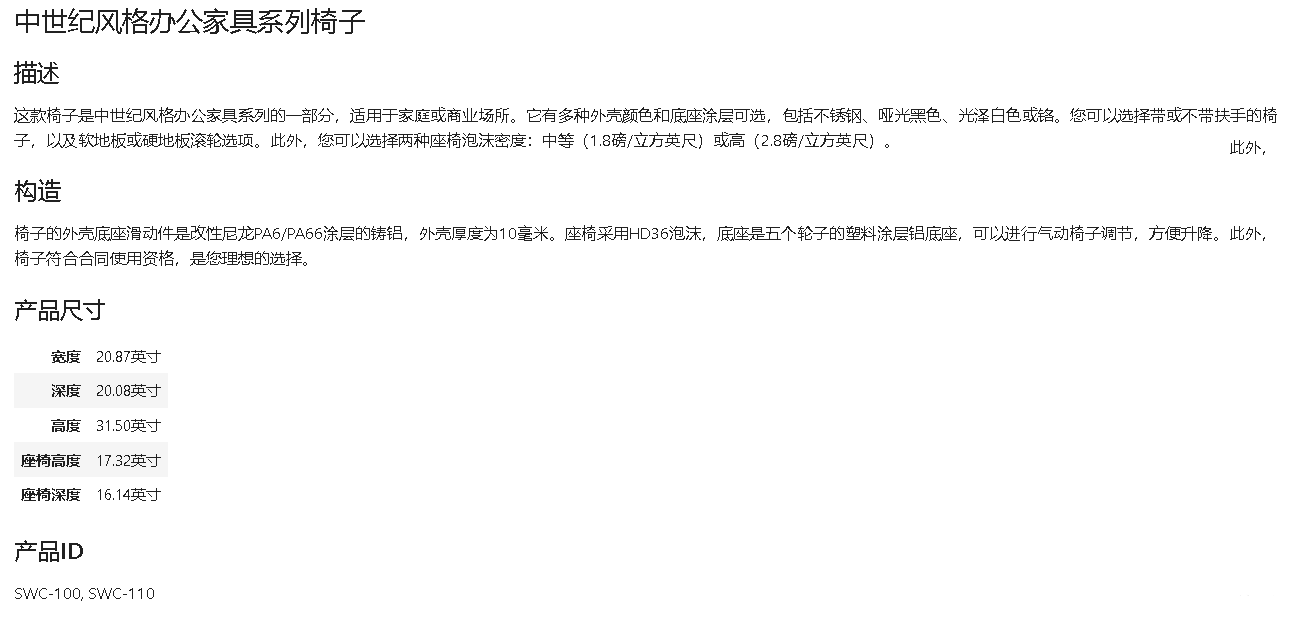 中世纪风格办公家具系列椅子
描述
这款椅子是中世纪风格办公家具系列的一部分，适用于家庭或商业场所。它有多种外壳颜色和底座涂层可选，包括不锈钢、哑光黑色、光泽白色或铬。您可以选择带或不带扶手的椅
子，以及软地板或硬地板滚轮选项。此外，您可以选择两种座椅泡沫密度：中等（1.8磅/立方英尺）或高（2.8磅/立方英尺）。
此外，
构造
椅子的外壳底座滑动件是改性尼龙PA6/PA66涂层的铸铝，外壳厚度为10毫米。座椅采用HD36泡沫，底座是五个轮子的塑料涂层铝底座，可以进行气动椅子调节，方便升降。此外，
椅子符合合同使用资格，是您理想的选择。
产品尺寸
宽度 20.87英寸
深度 20.08英寸
高度 31.50英寸
座椅高度 17.32英寸
座椅深度 16.14英寸
产品ID
SWC-100, SWC-110